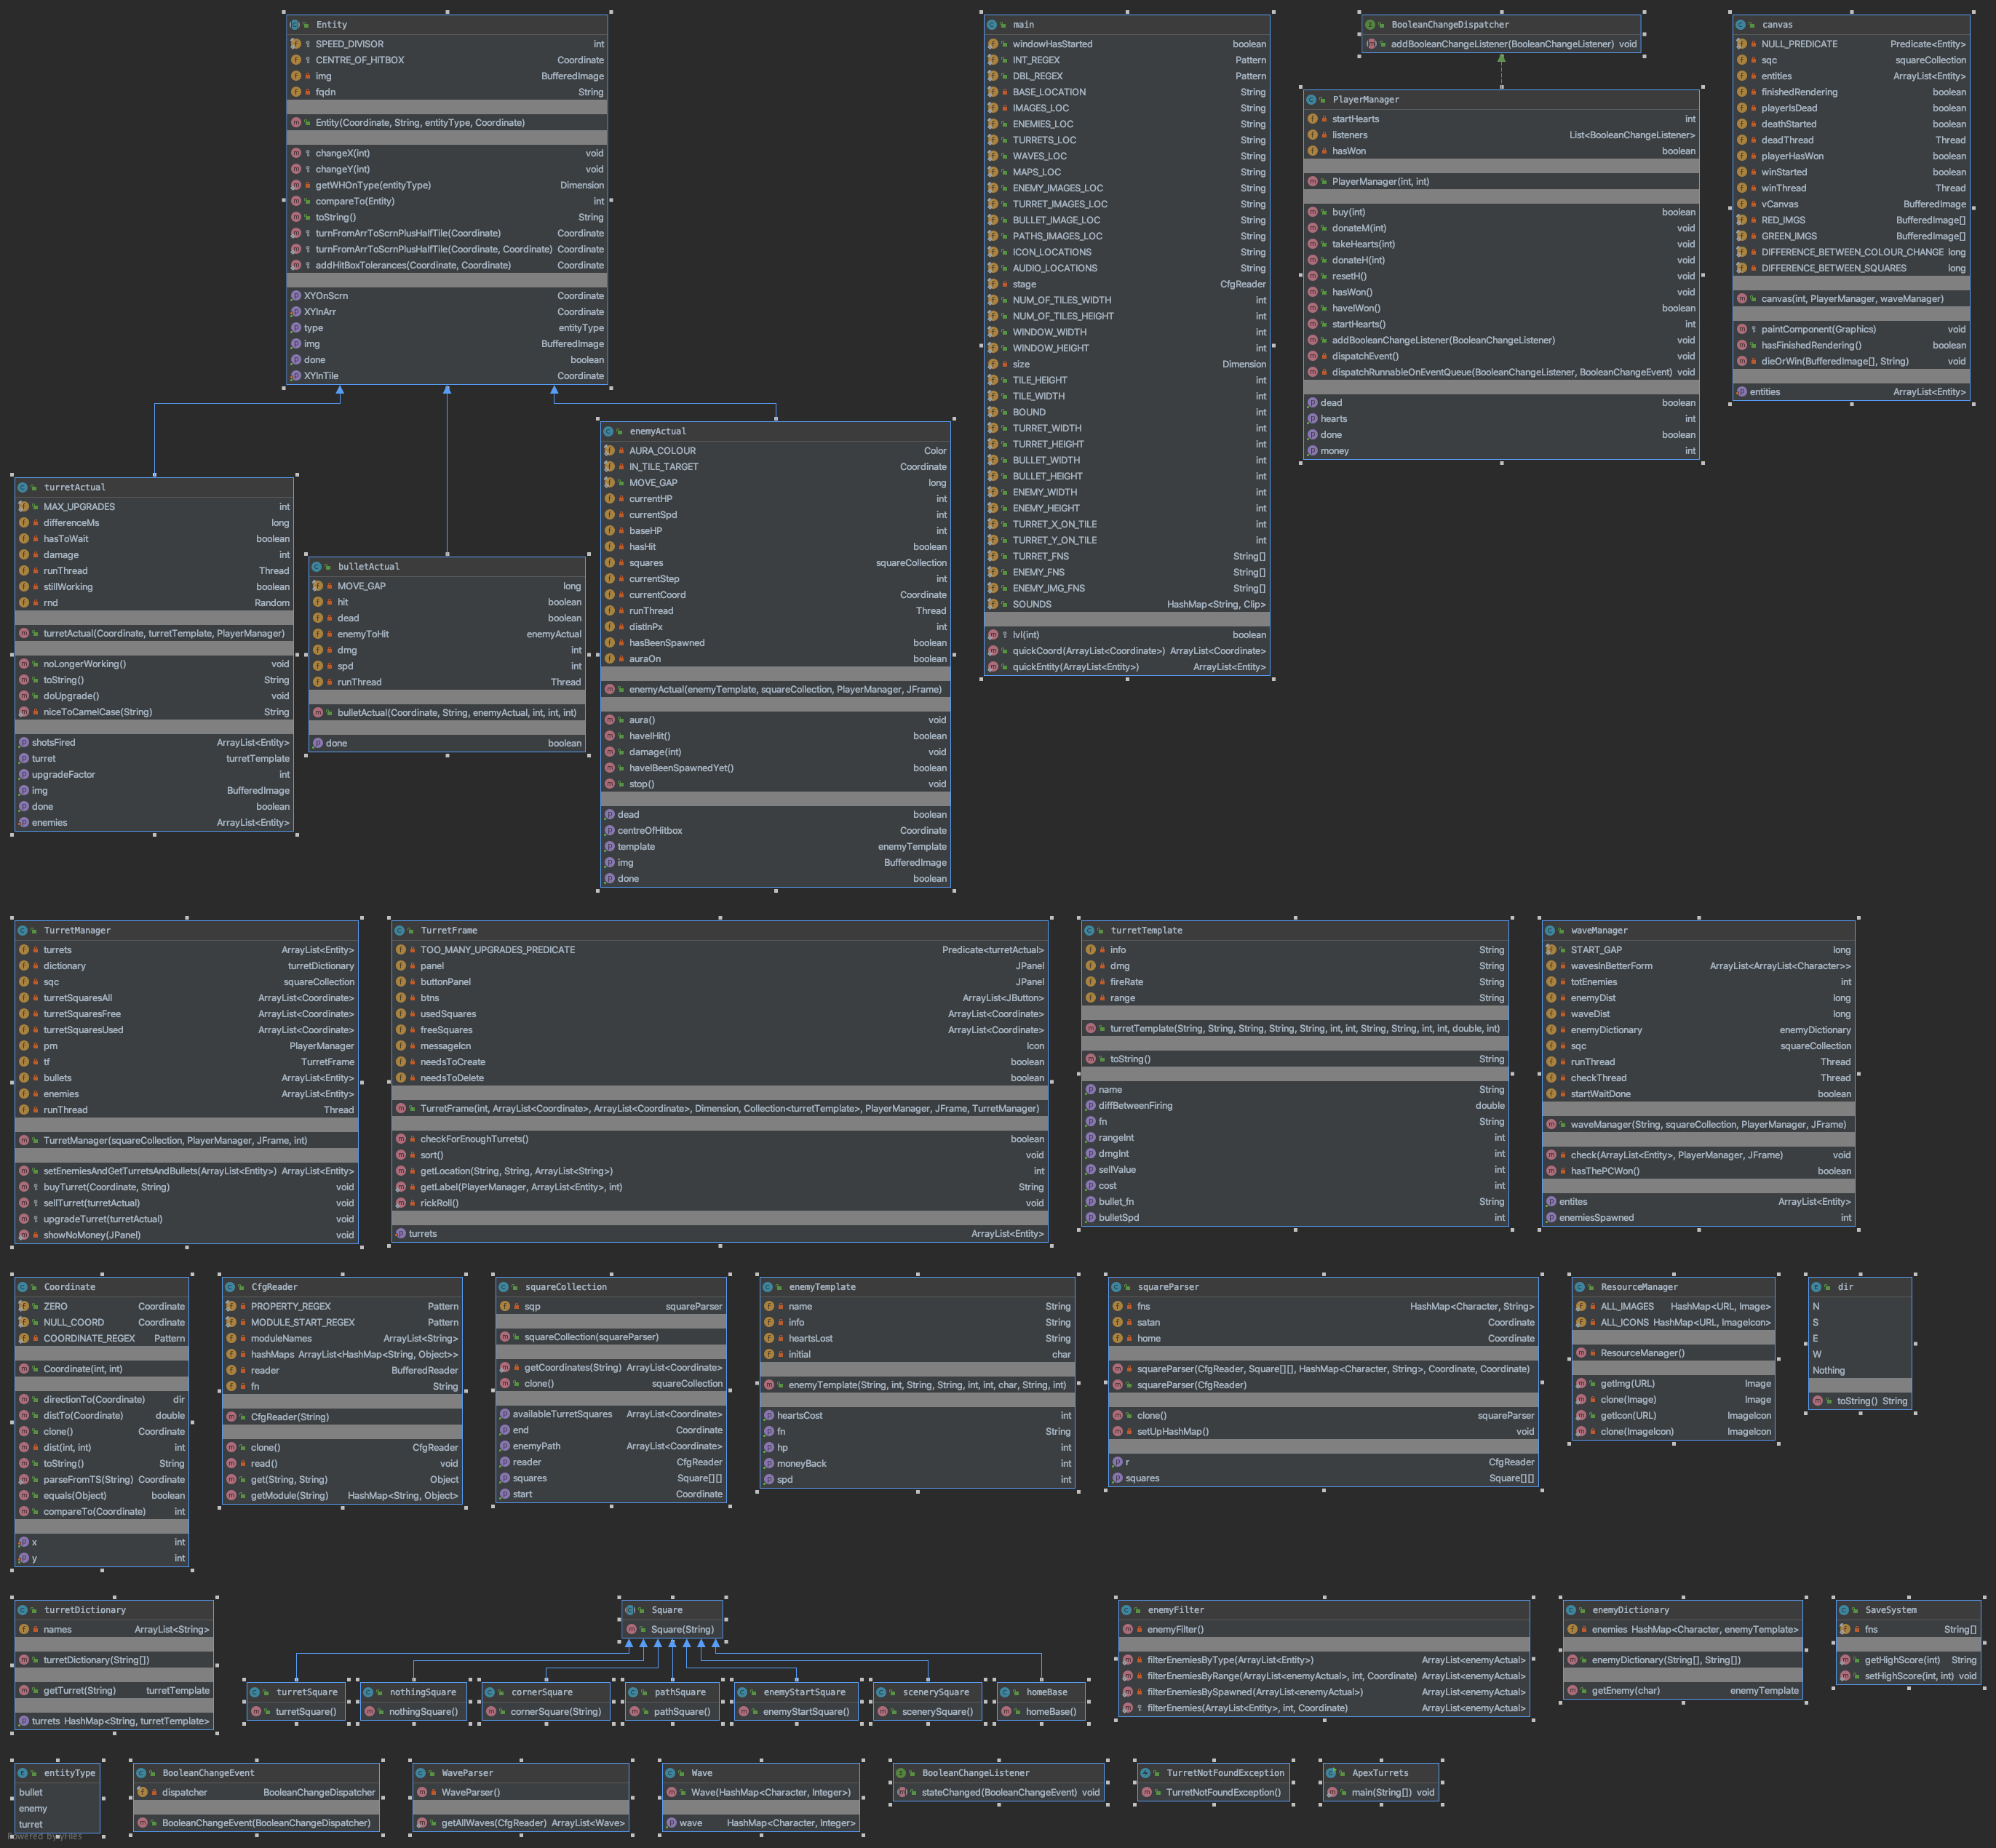 Entity
SPEED_DIVISOR int
CENTRE_OF_HITBOX Coordinate
img BufferedImage
fqdn String
Entity(Coordinate, String, entityType, Coordinate)
changeX(int) void
changeY(int) void
getWHOnType(entityType) Dimension
compareTo(Entity) int
toString() String
turnFromArrToScrnPlusHalfTile(Coordinate) Coordinate
turnFromArrToScrnPlusHalfTile(Coordinate, Coordinate) Coordinate
addHitBoxTolerances(Coordinate, Coordinate) Coordinate
XYOnScrn Coordinate
XYInArr Coordinate
type entityType
img BufferedImage
done boolean
XYInTile Coordinate
main
windowHasStarted boolean
INT_REGEX Pattern
DBL_REGEX Pattern
BASE_LOCATION String
IMAGES_LOC String
ENEMIES_LOC String
TURRETS_LOC String
WAVES_LOC String
MAPS_LOC String
ENEMY_IMAGES_LOC String
TURRET_IMAGES_LOC String
BULLET_IMAGE_LOC String
PATHS_IMAGES_LOC String
ICON_LOCATIONS String
AUDIO_LOCATIONS String
stage CfgReader
NUM_OF_TILES_WIDTH int
NUM_OF_TILES_HEIGHT int
WINDOW_WIDTH int
WINDOW_HEIGHT int
size Dimension
TILE_HEIGHT int
TILE_WIDTH int
BOUND int
TURRET_WIDTH int
TURRET_HEIGHT int
BULLET_WIDTH int
BULLET_HEIGHT int
ENEMY_WIDTH int
ENEMY_HEIGHT int
TURRET_X_ON_TILE int
TURRET_Y_ON_TILE int
TURRET_FNS String[]
ENEMY_FNS String[]
ENEMY_IMG_FNS String[]
SOUNDS HashMap<String, Clip>
lvl(int) boolean
quickCoord(ArrayList<Coordinate>) ArrayList<Coordinate>
quickEntity(ArrayList<Entity>) ArrayList<Entity>
BooleanChangeDispatcher
addBooleanChangeListener(BooleanChangeListener) void
PlayerManager
startHearts int
listeners List<BooleanChangeListener>
hasWon boolean
PlayerManager(int, int)
buy(int) boolean
donateM(int) void
takeHearts(int) void
donateH(int) void
resetH() void
hasWon() void
haveIWon() boolean
startHearts() int
addBooleanChangeListener(BooleanChangeListener) void
dispatchEvent() void
dispatchRunnableOnEventQueue(BooleanChangeListener, BooleanChangeEvent) void
dead boolean
hearts int
done boolean
money int
canvas
NULL_PREDICATE Predicate<Entity>
sqc squareCollection
entities ArrayList<Entity>
finishedRendering boolean
playerIsDead boolean
deathStarted boolean
deadThread Thread
playerHasWon boolean
winStarted boolean
winThread Thread
vCanvas BufferedImage
RED_IMGS BufferedImage[]
GREEN_IMGS BufferedImage[]
DIFFERENCE_BETWEEN_COLOUR_CHANGE long
DIFFERENCE_BETWEEN_SQUARES long
canvas(int, PlayerManager, waveManager)
paintComponent(Graphics) void
hasFinishedRendering() boolean
dieOrWin(BufferedImage[], String) void
entities ArrayList<Entity>
turretActual
MAX_UPGRADES int
differenceMs long
hasToWait boolean
damage int
runThread Thread
stillWorking boolean
rnd Random
turretActual(Coordinate, turretTemplate, PlayerManager)
noLongerWorking() void
toString() String
doUpgrade() void
niceToCamelCase(String) String
shotsFired ArrayList<Entity>
turret turretTemplate
upgradeFactor int
img BufferedImage
done boolean
enemies ArrayList<Entity>
bulletActual
MOVE_GAP long
hit boolean
dead boolean
enemyToHit enemyActual
dmg int
spd int
runThread Thread
bulletActual(Coordinate, String, enemyActual, int, int, int)
done boolean
enemyActual
AURA_COLOUR Color
IN_TILE_TARGET Coordinate
MOVE_GAP long
currentHP int
currentSpd int
baseHP int
hasHit boolean
squares squareCollection
currentStep int
currentCoord Coordinate
runThread Thread
distInPx int
hasBeenSpawned boolean
auraOn boolean
enemyActual(enemyTemplate, squareCollection, PlayerManager, JFrame)
aura() void
haveIHit() boolean
damage(int) void
haveIBeenSpawnedYet() boolean
stop() void
dead boolean
centreOfHitbox Coordinate
template enemyTemplate
img BufferedImage
done boolean
TurretManager
turrets ArrayList<Entity>
dictionary turretDictionary
sqc squareCollection
turretSquaresAll ArrayList<Coordinate>
turretSquaresFree ArrayList<Coordinate>
turretSquaresUsed ArrayList<Coordinate>
pm PlayerManager
tf TurretFrame
bullets ArrayList<Entity>
enemies ArrayList<Entity>
runThread Thread
TurretManager(squareCollection, PlayerManager, JFrame, int)
setEnemiesAndGetTurretsAndBullets(ArrayList<Entity>) ArrayList<Entity>
buyTurret(Coordinate, String) void
sellTurret(turretActual) void
upgradeTurret(turretActual) void
showNoMoney(JPanel) void
TurretFrame
TOO_MANY_UPGRADES_PREDICATE Predicate<turretActual>
panel JPanel
buttonPanel JPanel
btns ArrayList<JButton>
usedSquares ArrayList<Coordinate>
freeSquares ArrayList<Coordinate>
messageIcn Icon
needsToCreate boolean
needsToDelete boolean
TurretFrame(int, ArrayList<Coordinate>, ArrayList<Coordinate>, Dimension, Collection<turretTemplate>, PlayerManager, JFrame, TurretManager)
checkForEnoughTurrets() boolean
sort() void
getLocation(String, String, ArrayList<String>) int
getLabel(PlayerManager, ArrayList<Entity>, int) String
rickRoll() void
turrets ArrayList<Entity>
turretTemplate
info String
dmg String
fireRate String
range String
turretTemplate(String, String, String, String, String, int, int, String, String, int, int, double, int)
toString() String
name String
diffBetweenFiring double
fn String
rangeInt int
dmgInt int
sellValue int
cost int
bullet_fn String
bulletSpd int
waveManager
START_GAP long
wavesInBetterForm ArrayList<ArrayList<Character>>
totEnemies int
enemyDist long
waveDist long
enemyDictionary enemyDictionary
sqc squareCollection
runThread Thread
checkThread Thread
startWaitDone boolean
waveManager(String, squareCollection, PlayerManager, JFrame)
check(ArrayList<Entity>, PlayerManager, JFrame) void
hasThePCWon() boolean
entites ArrayList<Entity>
enemiesSpawned int
Coordinate
ZERO Coordinate
NULL_COORD Coordinate
COORDINATE_REGEX Pattern
Coordinate(int, int)
directionTo(Coordinate) dir
distTo(Coordinate) double
clone() Coordinate
dist(int, int) int
toString() String
parseFromTS(String) Coordinate
equals(Object) boolean
compareTo(Coordinate) int
x int
y int
CfgReader
PROPERTY_REGEX Pattern
MODULE_START_REGEX Pattern
moduleNames ArrayList<String>
hashMaps ArrayList<HashMap<String, Object>>
reader BufferedReader
fn String
CfgReader(String)
clone() CfgReader
read() void
get(String, String) Object
getModule(String) HashMap<String, Object>
squareCollection
sqp squareParser
squareCollection(squareParser)
getCoordinates(String) ArrayList<Coordinate>
clone() squareCollection
availableTurretSquares ArrayList<Coordinate>
end Coordinate
enemyPath ArrayList<Coordinate>
reader CfgReader
squares Square[][]
start Coordinate
enemyTemplate
name String
info String
heartsLost String
initial char
enemyTemplate(String, int, String, String, int, int, char, String, int)
heartsCost int
fn String
hp int
moneyBack int
spd int
squareParser
fns HashMap<Character, String>
satan Coordinate
home Coordinate
squareParser(CfgReader, Square[][], HashMap<Character, String>, Coordinate, Coordinate)
squareParser(CfgReader)
clone() squareParser
setUpHashMap() void
r CfgReader
squares Square[][]
ResourceManager
ALL_IMAGES HashMap<URL, Image>
ALL_ICONS HashMap<URL, ImageIcon>
ResourceManager()
getImg(URL) Image
clone(Image) Image
getIcon(URL) ImageIcon
clone(ImageIcon) ImageIcon
dir
N
S
E
W
Nothing
toString() String
turretDictionary
names ArrayList<String>
turretDictionary(String[])
getTurret(String) turretTemplate
turrets HashMap<String, turretTemplate>
Square
Square(String)
turretSquare
turretSquare()
nothingSquare
nothingSquare()
cornerSquare
cornerSquare(String)
pathSquare
pathSquare()
enemyStartSquare
enemyStartSquare()
scenerySquare
scenerySquare()
homeBase
homeBase()
enemyFilter
enemyFilter()
filterEnemiesByType(ArrayList<Entity>) ArrayList<enemyActual>
filterEnemiesByRange(ArrayList<enemyActual>, int, Coordinate) ArrayList<enemyActual>
filterEnemiesBySpawned(ArrayList<enemyActual>) ArrayList<enemyActual>
filterEnemies(ArrayList<Entity>, int, Coordinate) ArrayList<enemyActual>
enemyDictionary
enemies HashMap<Character, enemyTemplate>
enemyDictionary(String[], String[])
getEnemy(char) enemyTemplate
SaveSystem
fns String[]
getHighScore(int) String
setHighScore(int, int) void
entityType
bullet
enemy
turret
BooleanChangeEvent
dispatcher BooleanChangeDispatcher
BooleanChangeEvent(BooleanChangeDispatcher)
WaveParser
WaveParser()
getAllWaves(CfgReader) ArrayList<Wave>
Wave
Wave(HashMap<Character, Integer>)
wave HashMap<Character, Integer>
BooleanChangeListener
stateChanged(BooleanChangeEvent) void
TurretNotFoundException
TurretNotFoundException()
ApexTurrets
main(String[]) void
Powered by yFiles